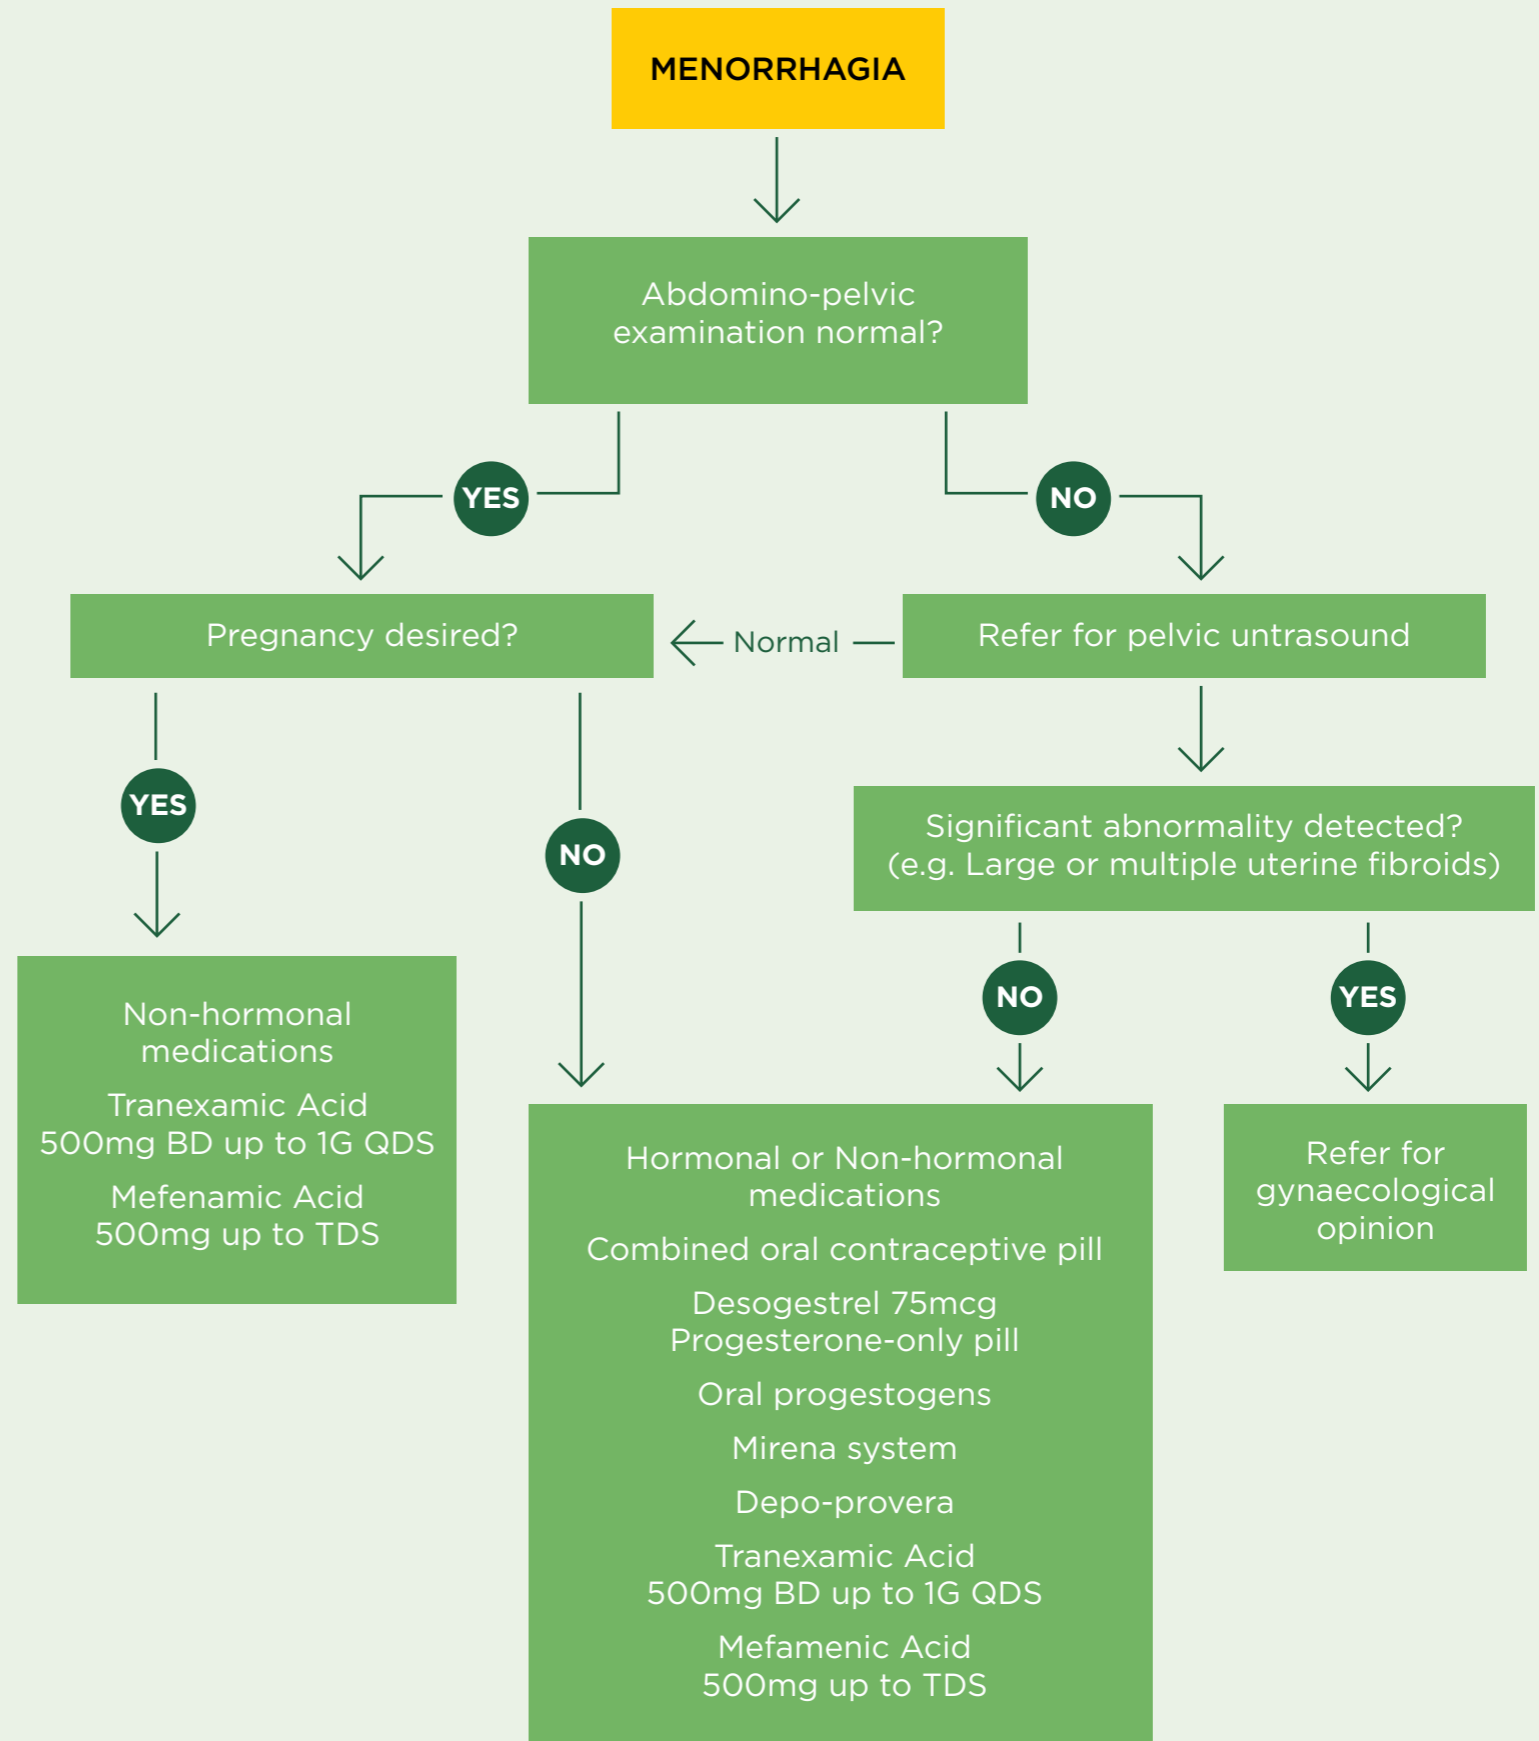 MENORRHAGIA
Abdomino-pelvic
examination normal?
YES
NO
Pregnancy desired?
Normal
Refer for pelvic untrasound
YES
NO
Significant abnormality detected?
(e.g. Large or multiple uterine fibroids)
NO
YES
Non-hormonal
medications
Tranexamic Acid
500mg BD up to 1G QDS
Mefenamic Acid
500mg up to TDS
Hormonal or Non-hormonal
medications
Combined oral contraceptive pill
Desogestrel 75mcg
Progesterone-only pill
Oral progestogens
Mirena system
Depo-provera
Tranexamic Acid
500mg BD up to 1G QDS
Mefamenic Acid
500mg up to TDS
Refer for
gynaecological
opinion